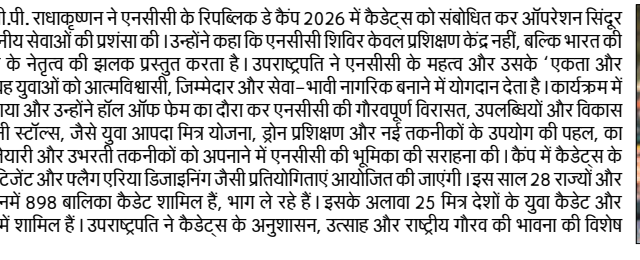 .पी. राधाकृष्णन ने एनसीसी के रिपब्लिक डे कैंप 2026 में कैडेट्स को संबोधित कर ऑपरेशन सिंदूर
नीय सेवाओं की प्रशंसा की। उन्होंने कहा कि एनसीसी शिविर केवल प्रशिक्षण केंद्र नहीं, बल्कि भारत की
के नेतृत्व की झलक प्रस्तुत करता है। उपराष्ट्रपति ने एनसीसी के महत्व और उसके 'एकता और
ह युवाओं को आत्मविश्वासी, जिम्मेदार और सेवा-भावी नागरिक बनाने में योगदान देता है। कार्यक्रम में
ाया और उन्होंने हॉल ऑफ फेम का दौरा कर एनसीसी की गौरवपूर्ण विरासत, उपलब्धियों और विकास
ी स्टॉल्स, जैसे युवा आपदा मित्र योजना, ड्रोन प्रशिक्षण और नई तकनीकों के उपयोग की पहल, का
यारी और उभरती तकनीकों को अपनाने में एनसीसी की भूमिका की सराहना की। कैंप में कैडेट्स के
टिजेंट और फ्लैग एरिया डिजाइनिंग जैसी प्रतियोगिताएं आयोजित की जाएंगी। इस साल 28 राज्यों और
नमें 898 बालिका कैडेट शामिल हैं, भाग ले रहे हैं। इसके अलावा 25 मित्र देशों के युवा कैडेट और
में शामिल हैं। उपराष्ट्रपति ने कैडेट्स के अनुशासन, उत्साह और राष्ट्रीय गौरव की भावना की विशेष